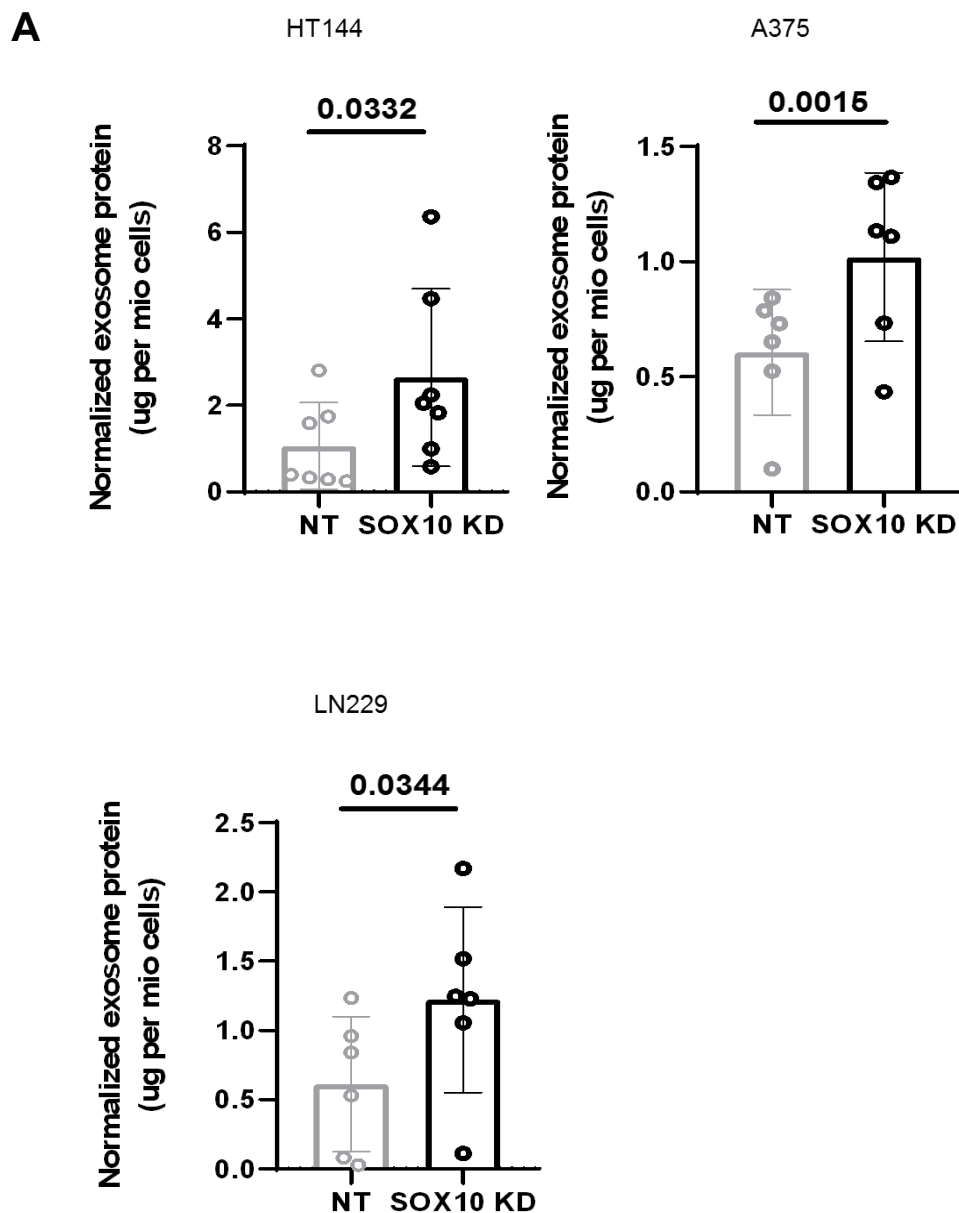 A
HT144
0.0332
Normalized exosome protein
(ug per mio cells)
8
6
4
2
0
NT SOX10 KD
A375
0.0015
Normalized exosome protein
(ug per mio cells)
1.5
1.0
0.5
0.0
NT SOX10 KD
LN229
0.0344
Normalized exosome protein
(ug per mio cells)
2.5
2.0
1.5
1.0
0.5
0.0
NT SOX10 KD